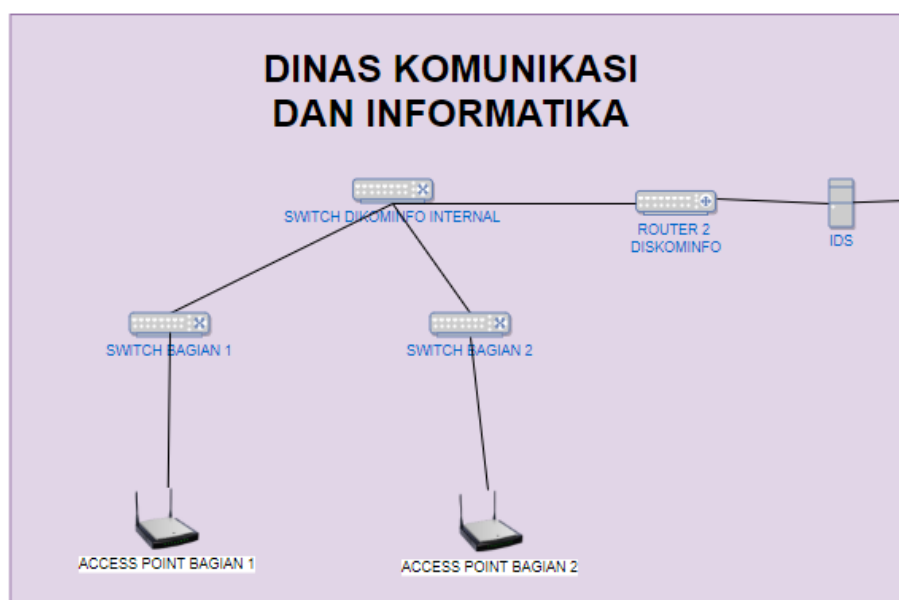 DINAS KOMUNIKASI
DAN INFORMATIKA
SWITCH DIKOMINFO INTERNAL
ROUTER 2
DISKOMINFO
IDS
SWITCH BAGIAN 1
SWITCH BAGIAN 2
ACCESS POINT BAGIAN 1
ACCESS POINT BAGIAN 2